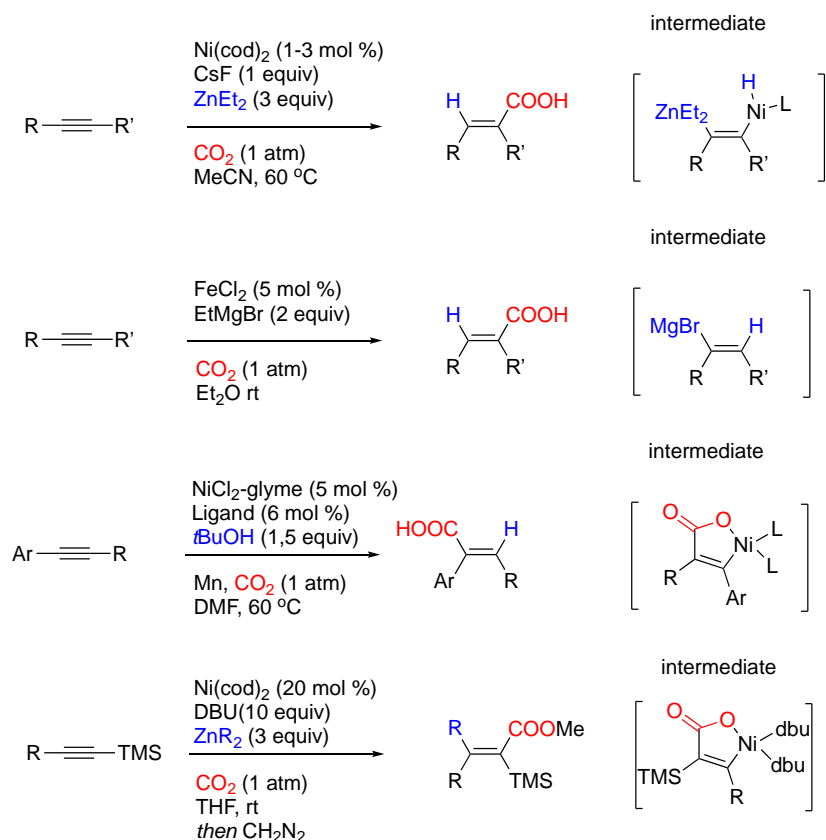 intermediate
Ni(cod)2 (1-3 mol %)
CsF (1 equiv)
ZnEt2 (3 equiv)
R R'
CO2 (1 atm)
MeCN, 60 oC
H COOH
R R'
ZnEt2 H Ni L
R R'
intermediate
FeCl2 (5 mol %)
EtMgBr (2 equiv)
R R'
CO2 (1 atm)
Et2O rt
H COOH
R R'
MgBr H
R R'
intermediate
NiCl2-glyme (5 mol %)
Ligand (6 mol %)
tBuOH (1,5 equiv)
Ar R
Mn, CO2 (1 atm)
DMF, 60 oC
HOOC H
Ar R
O O Ni L
L
R
Ar
intermediate
Ni(cod)2 (20 mol %)
DBU(10 equiv)
ZnR2 (3 equiv)
R TMS
CO2 (1 atm)
THF, rt
then CH2N2
R COOMe
R TMS
O O Ni dbu
dbu
TMS
R